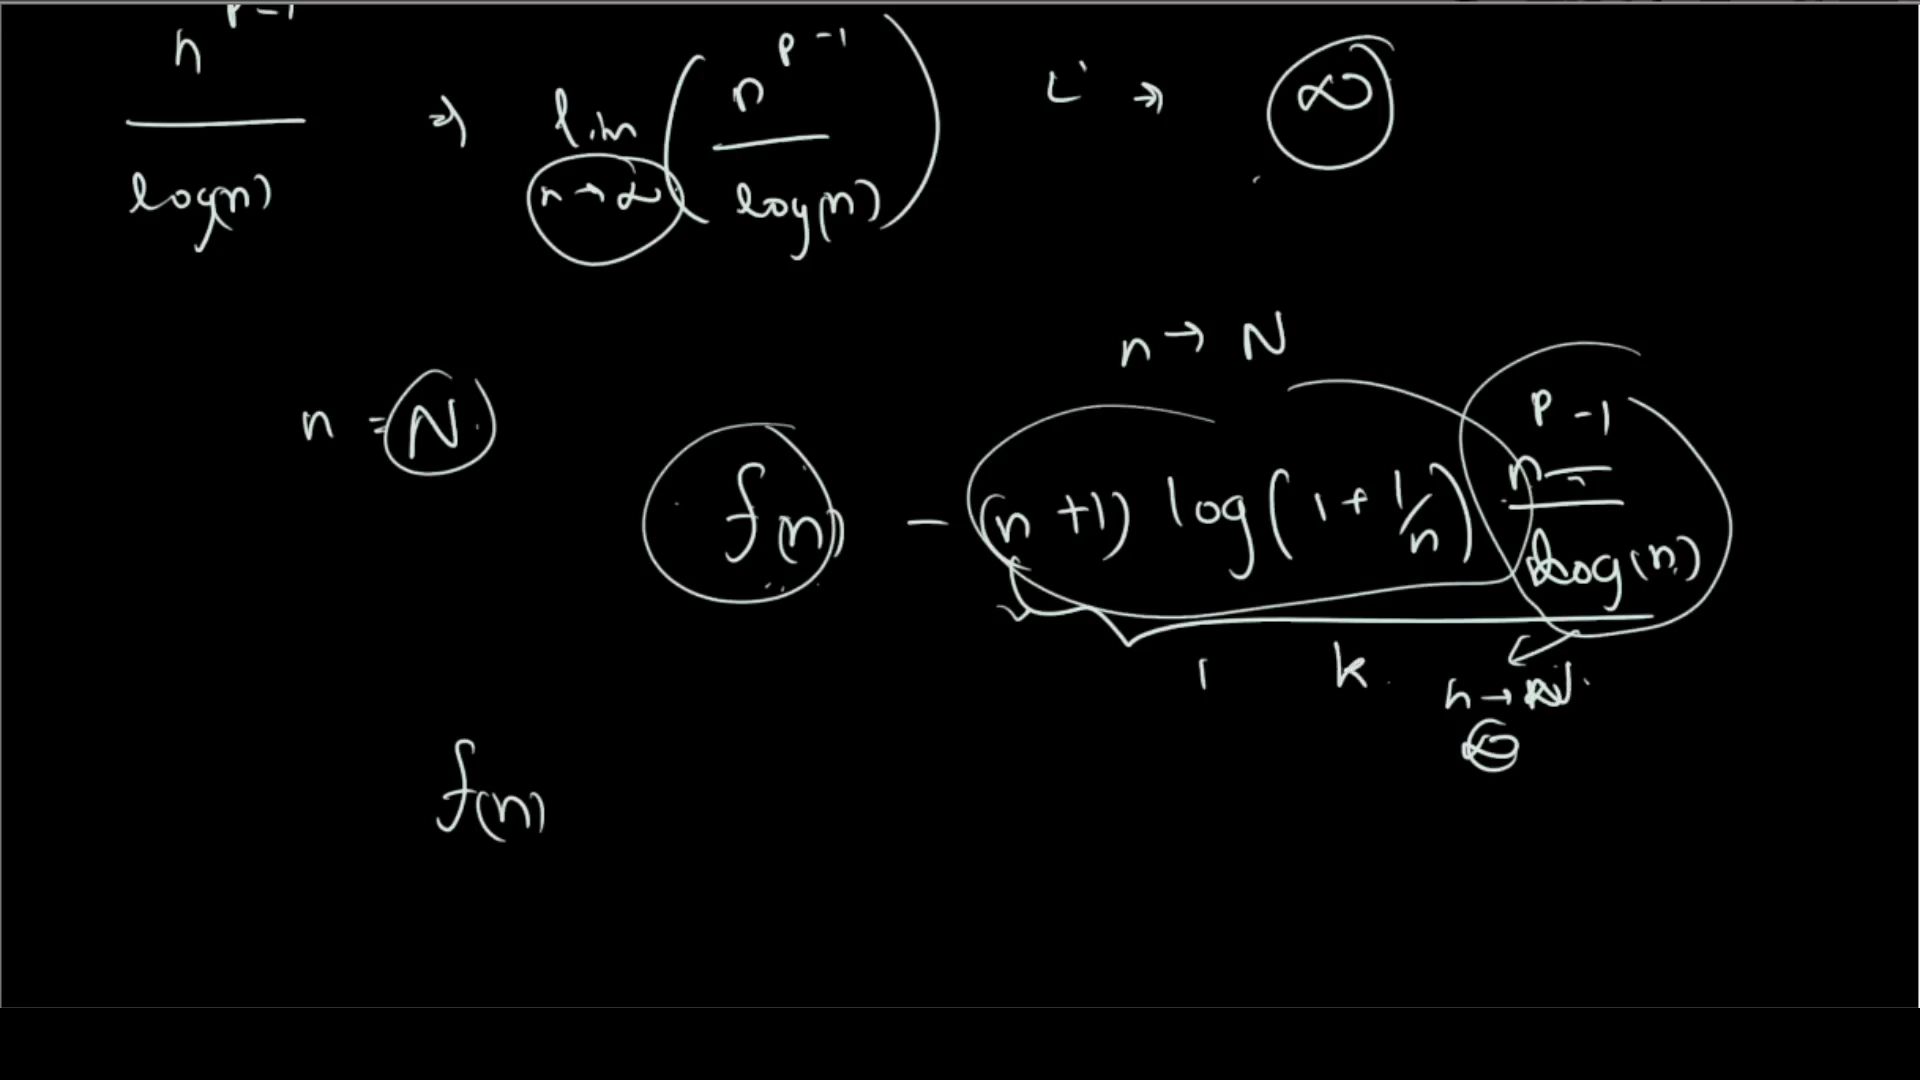 n^{p-1} / log(n) ⇒ lim n→∞ ( n^{p-1} / log(n) ) L' → ∞
n → N
n = N
f(n) - (n+1) log(1 + 1/n) n^{p-1} / log(n)
1 k n → N
∞
f(n)